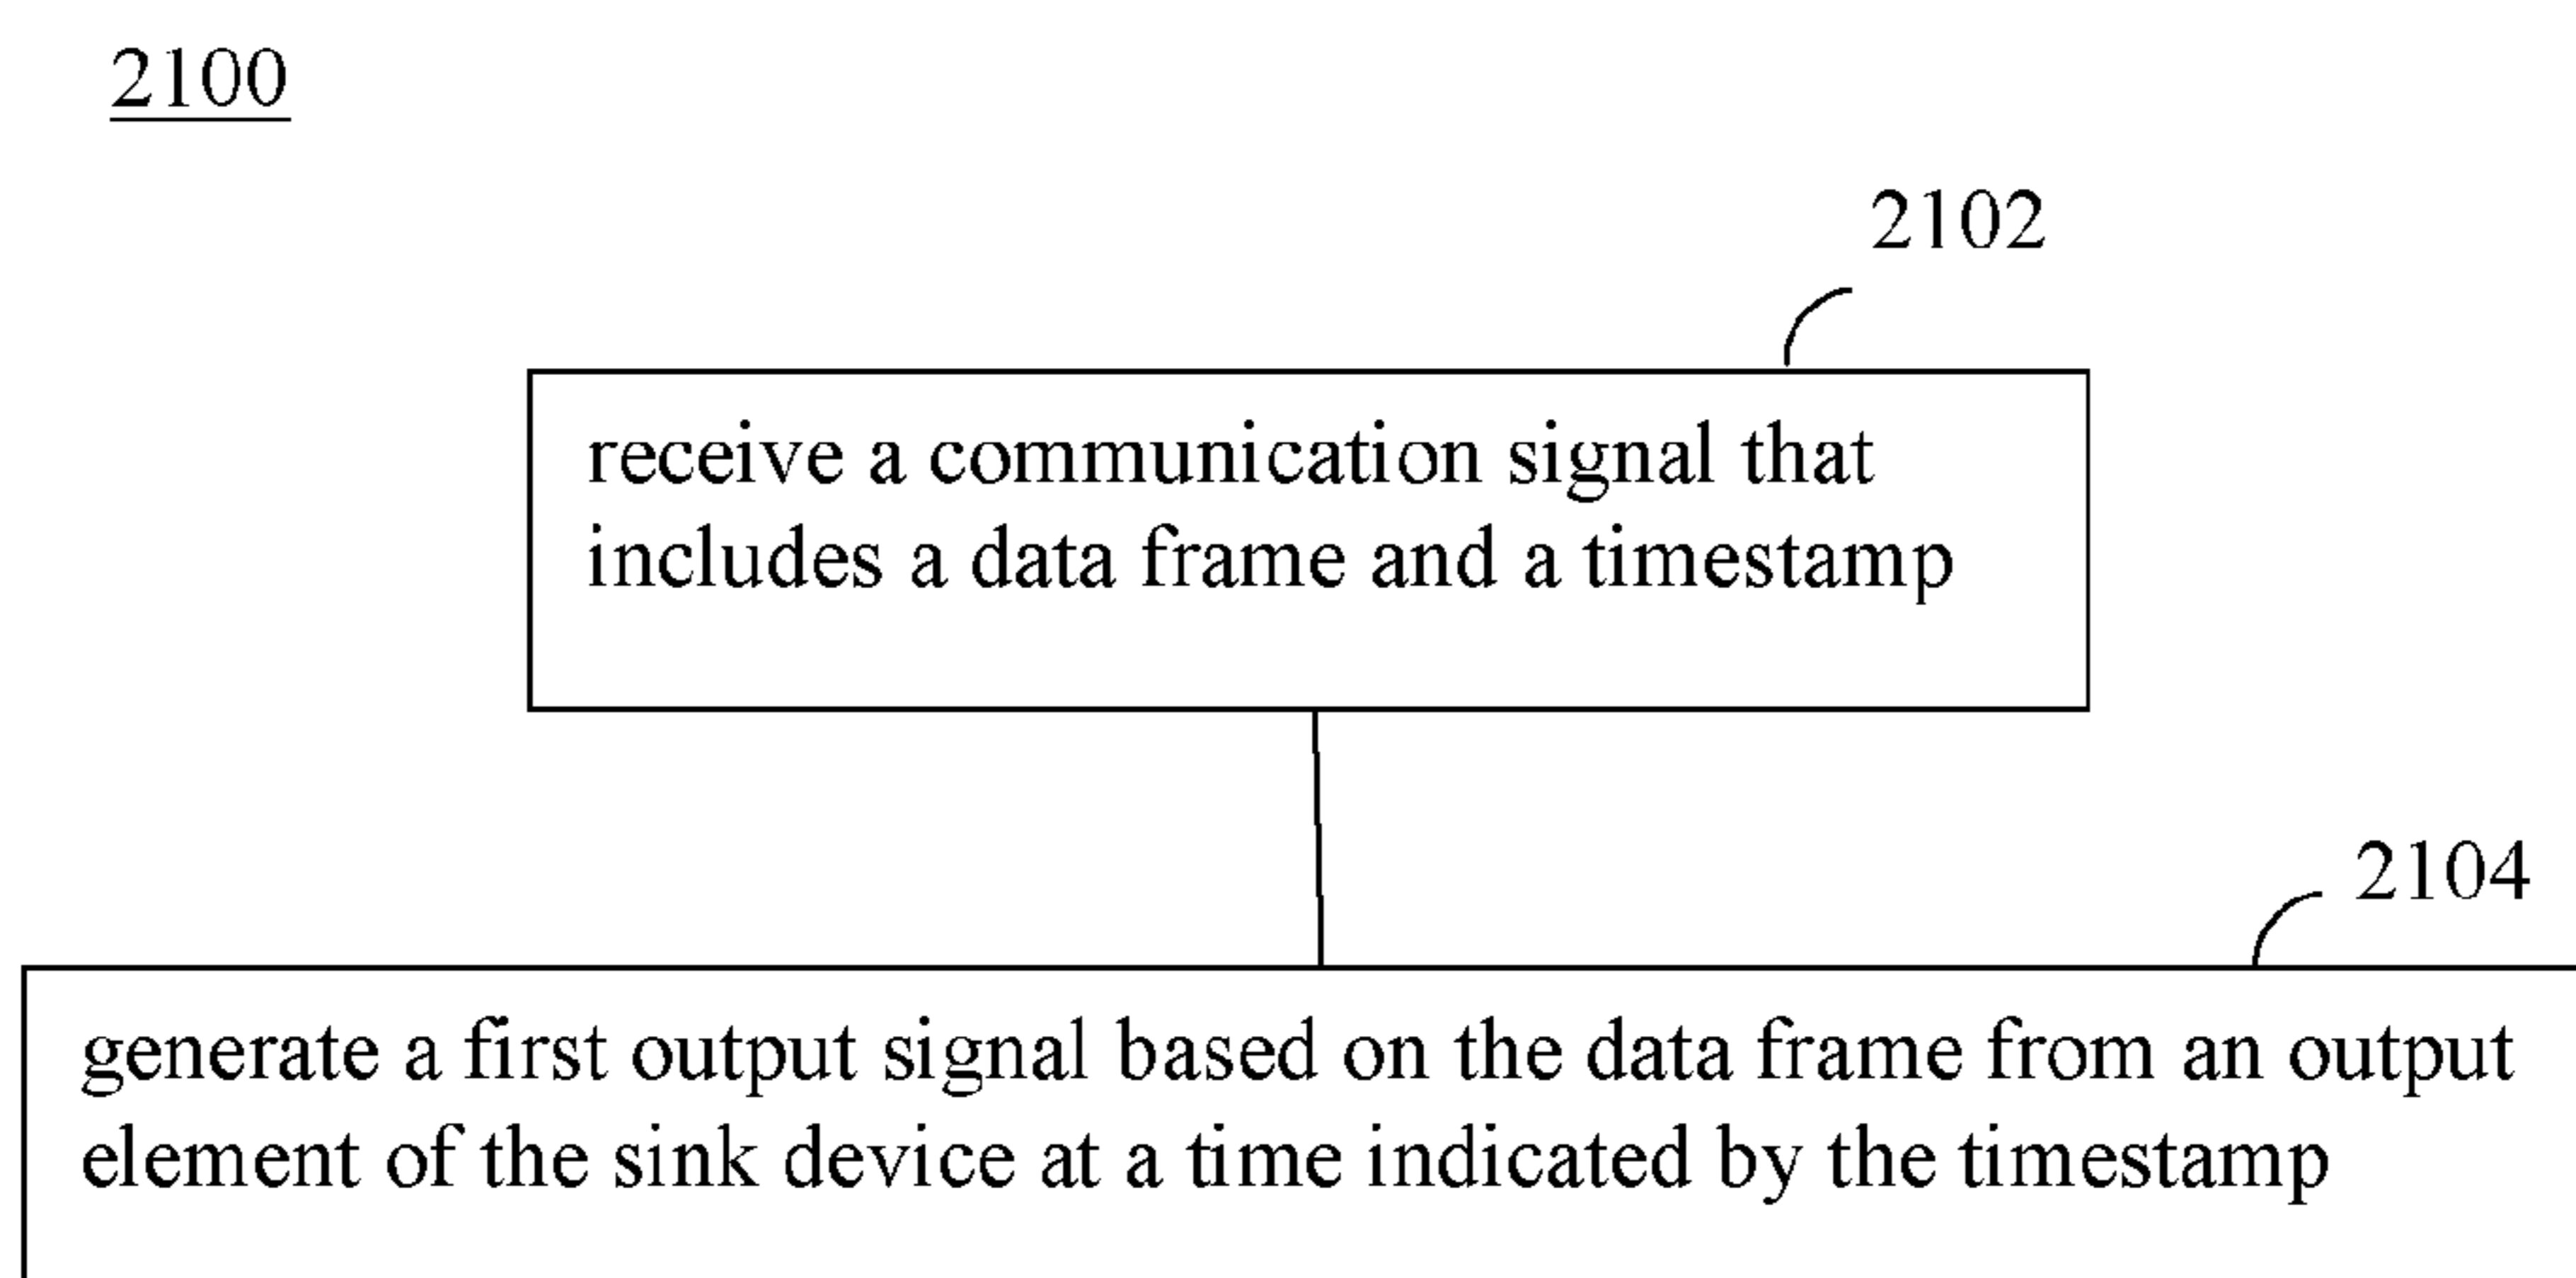 2100
2102
receive a communication signal that
includes a data frame and a timestamp
2104
generate a first output signal based on the data frame from an output
element of the sink device at a time indicated by the timestamp